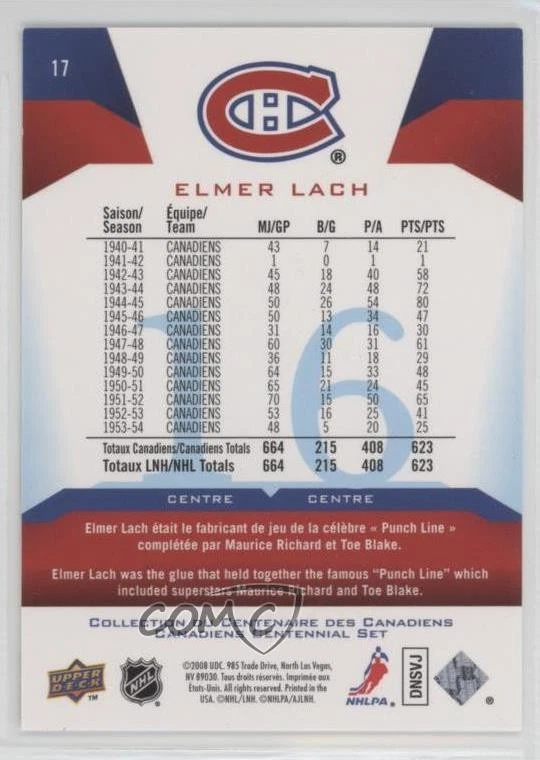 17
®
ELMER LACH
Saison/ Équipe/
Season Team MJ/GP B/G P/A PTS/PTS
1940-41 CANADIENS 43 7 14 21
1941-42 CANADIENS 1 0 1 1
1942-43 CANADIENS 45 18 40 58
1943-44 CANADIENS 48 24 48 72
1944-45 CANADIENS 50 26 54 80
1945-46 CANADIENS 50 13 34 47
1946-47 CANADIENS 31 14 16 30
1947-48 CANADIENS 60 30 31 61
1948-49 CANADIENS 36 11 18 29
1949-50 CANADIENS 64 15 33 48
1950-51 CANADIENS 65 21 24 45
1951-52 CANADIENS 70 15 50 65
1952-53 CANADIENS 53 16 25 41
1953-54 CANADIENS 48 5 20 25
16
Totaux Canadiens/Canadiens Totals 664 215 408 623
Totaux LNH/NHL Totals 664 215 408 623
CENTRE CENTRE
Elmer Lach était le fabricant de jeu de la célèbre « Punch Line »
complétée par Maurice Richard et Toe Blake.
Elmer Lach was the glue that held together the famous “Punch Line” which
included superstars Maurice Richard and Toe Blake.
COMC
COLLECTION DU CENTENAIRE DES CANADIENS
CANADIENS CENTENNIAL SET
UPPER DECK TM
NHL
©2008 UDC. 985 Trade Drive, North Las Vegas,
NV 89030. Tous droits réservés. Imprimée aux
États-Unis. All rights reserved. Printed in the
USA. ©NHL/LNH. ©NHLPA/AJLNH.
NHLPA.
DNSVJ
®